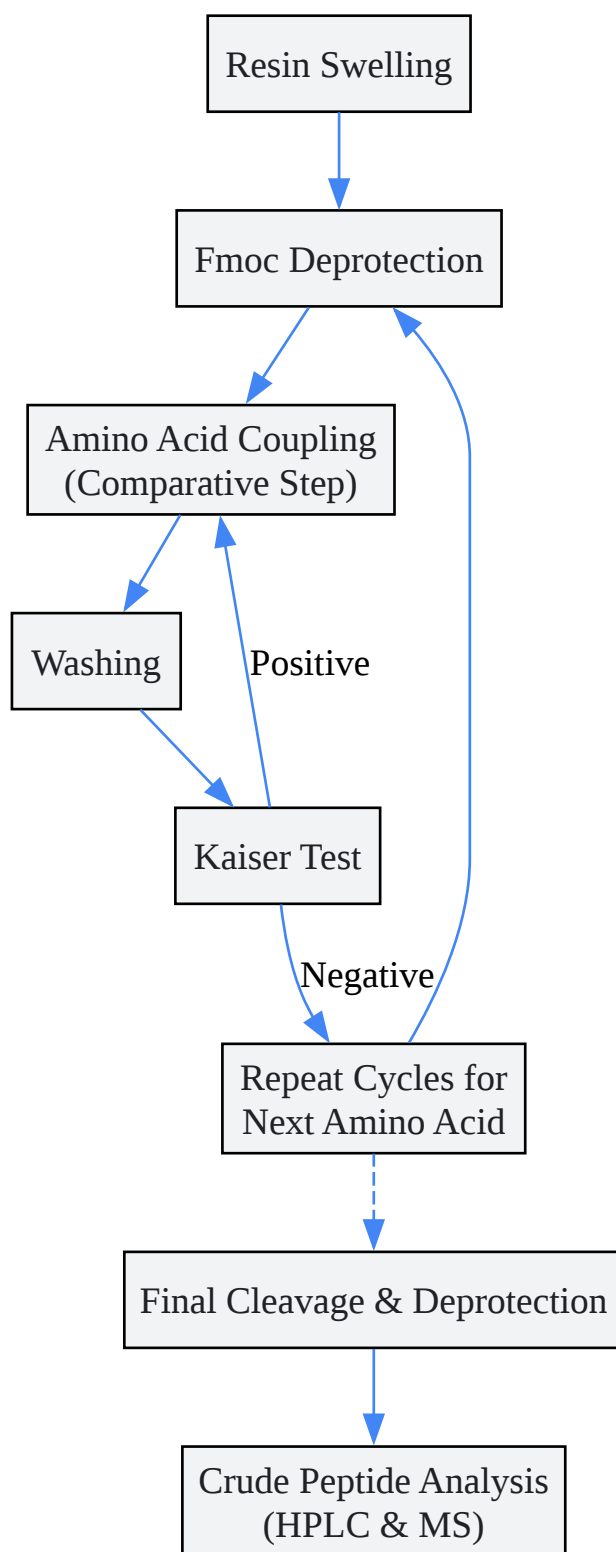 Resin Swelling
Fmoc Deprotection
Amino Acid Coupling
(Comparative Step)
Washing
Positive
Kaiser Test
Negative
Repeat Cycles for
Next Amino Acid
Final Cleavage & Deprotection
Crude Peptide Analysis
(HPLC & MS)